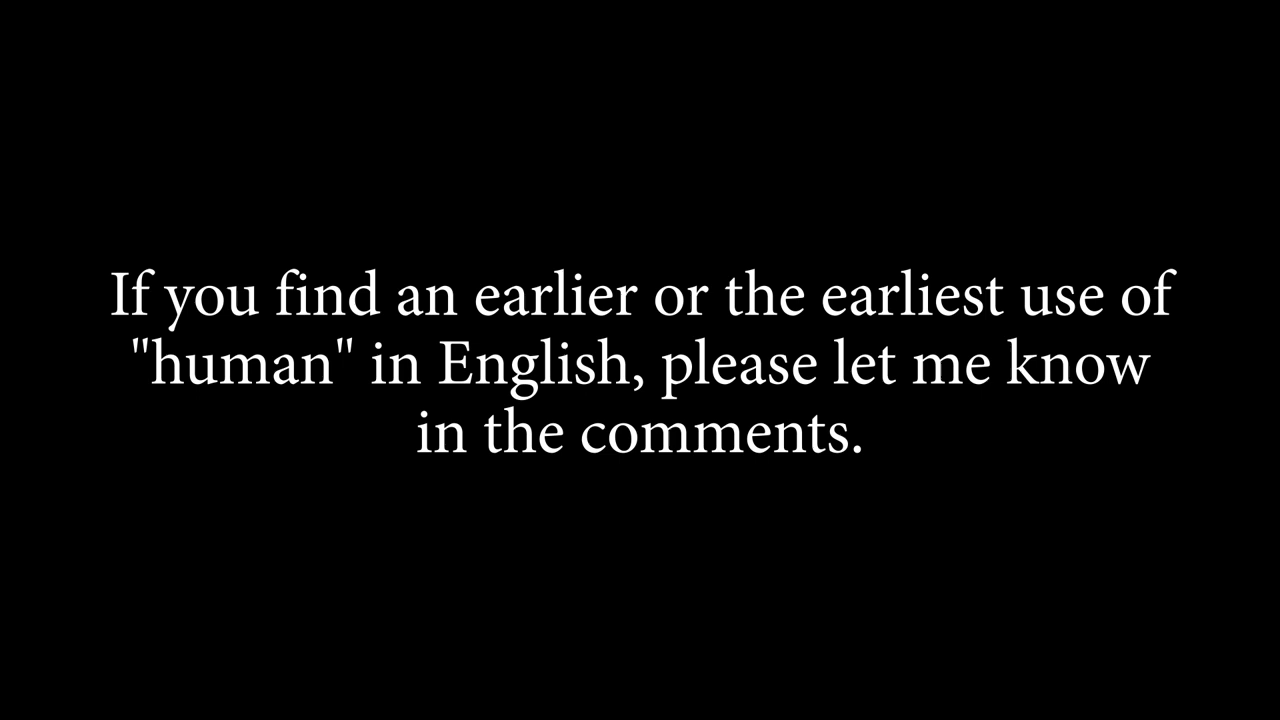 If you find an earlier or the earliest use of
"human" in English, please let me know
in the comments.